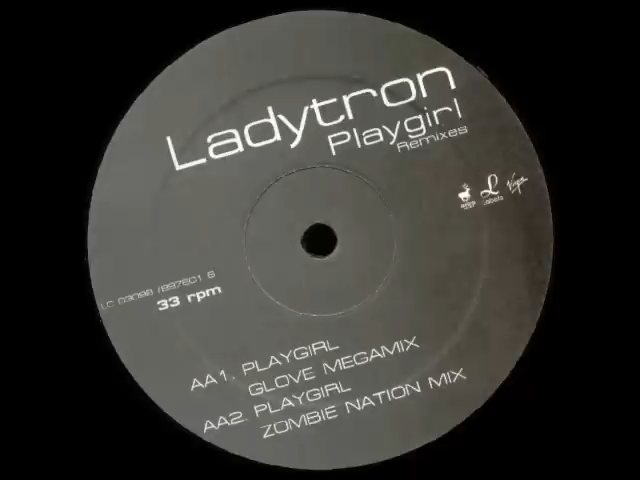 Ladytron
Playgirl
Remixes
Labels
Virgin
LC 03098 /897601 6
33 rpm
AA1. PLAYGIRL
GLOVE MEGAMIX
AA2. PLAYGIRL
ZOMBIE NATION MIX